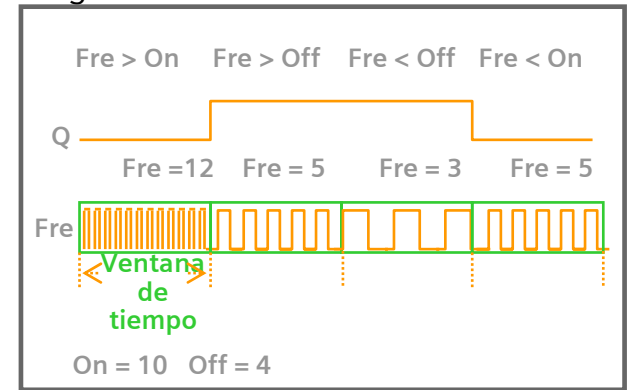 Fre > On Fre > Off Fre < Off Fre < On
Q
Fre =12 Fre = 5 Fre = 3 Fre = 5
Fre
Ventana
de
tiempo
On = 10 Off = 4